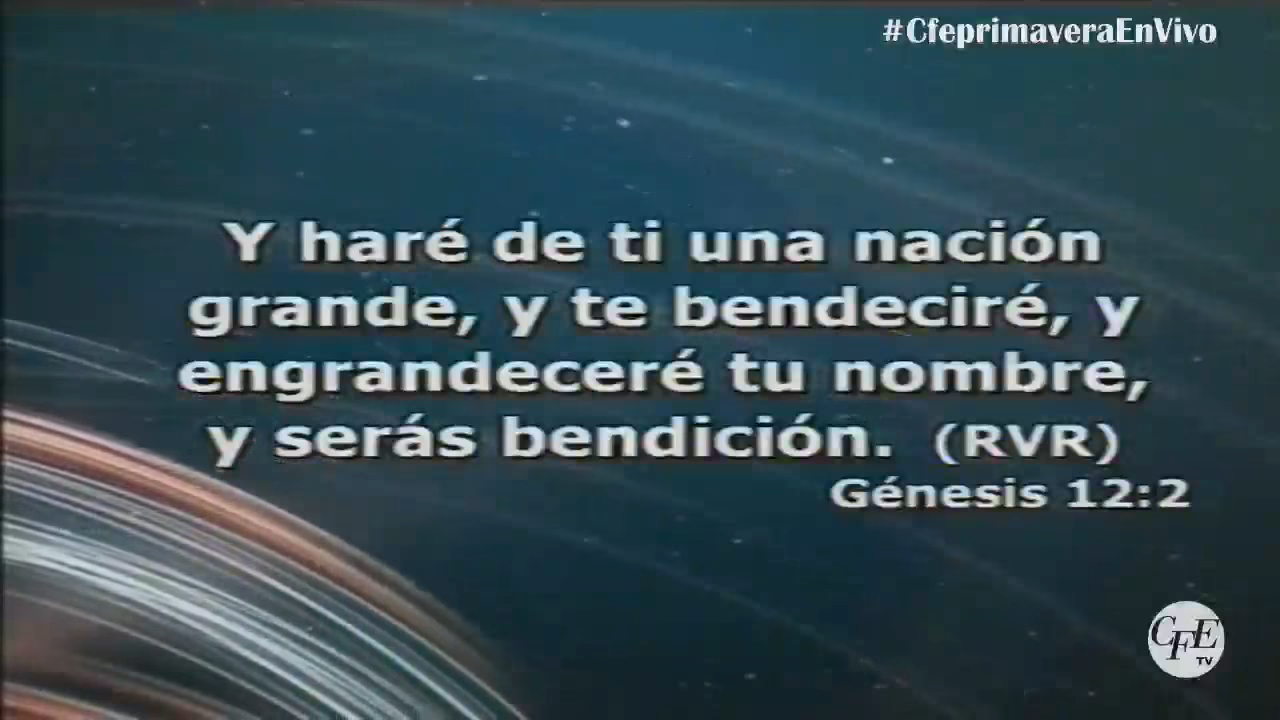 #CfeprimaveraEnVivo
Y haré de ti una nación
grande, y te bendeciré, y
engrandeceré tu nombre,
y serás bendición. (RVR)
Génesis 12:2
CFE
TV